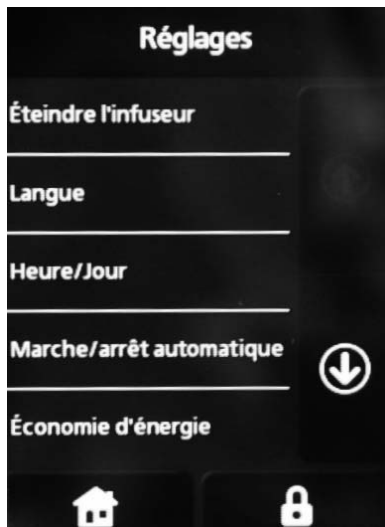 Réglages
Éteindre l'infuseur
Langue
Heure/Jour
Marche/arrêt automatique
Économie d'énergie